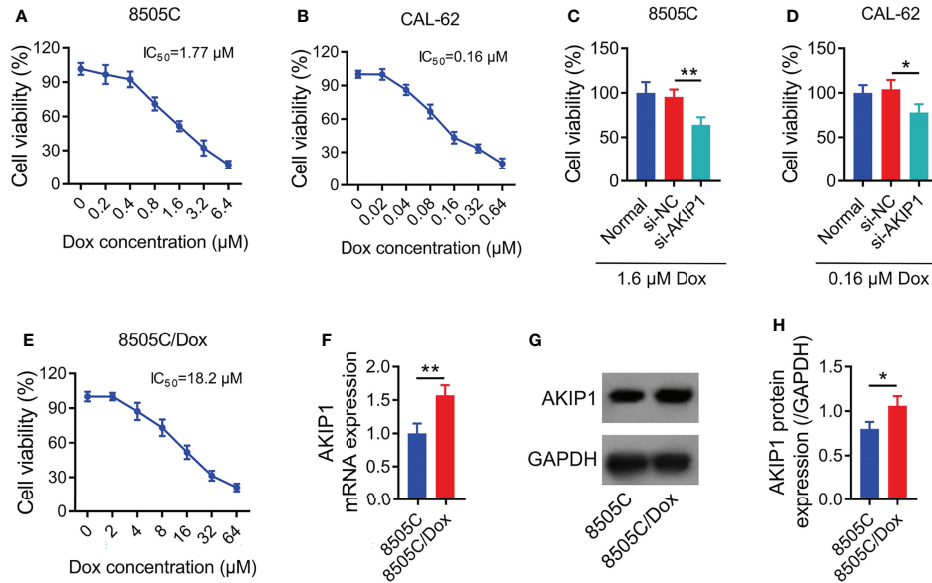 A
8505C
IC50=1.77 µM
Cell viability (%)
120
90
60
30
0
0
0.2
0.4
0.8
1.6
3.2
6.4
Dox concentration (µM)
B
CAL-62
IC50=0.16 µM
Cell viability (%)
120
90
60
30
0
0
0.02
0.04
0.08
0.16
0.32
0.64
Dox concentration (µM)
C
8505C
**
Cell viability (%)
150
100
50
0
Normal
si-NC
si-AKIP1
1.6 µM Dox
D
CAL-62
*
Cell viability (%)
150
100
50
0
Normal
si-NC
si-AKIP1
0.16 µM Dox
E
8505C/Dox
IC50=18.2 µM
Cell viability (%)
120
90
60
30
0
0
2
4
8
16
32
64
Dox concentration (µM)
F
**
AKIP1
mRNA expression
2.0
1.5
1.0
0.5
0.0
8505C
8505C/Dox
G
AKIP1
GAPDH
8505C
8505C/Dox
H
*
AKIP1 protein
expression (/GAPDH)
1.5
1.0
0.5
0.0
8505C
8505C/Dox